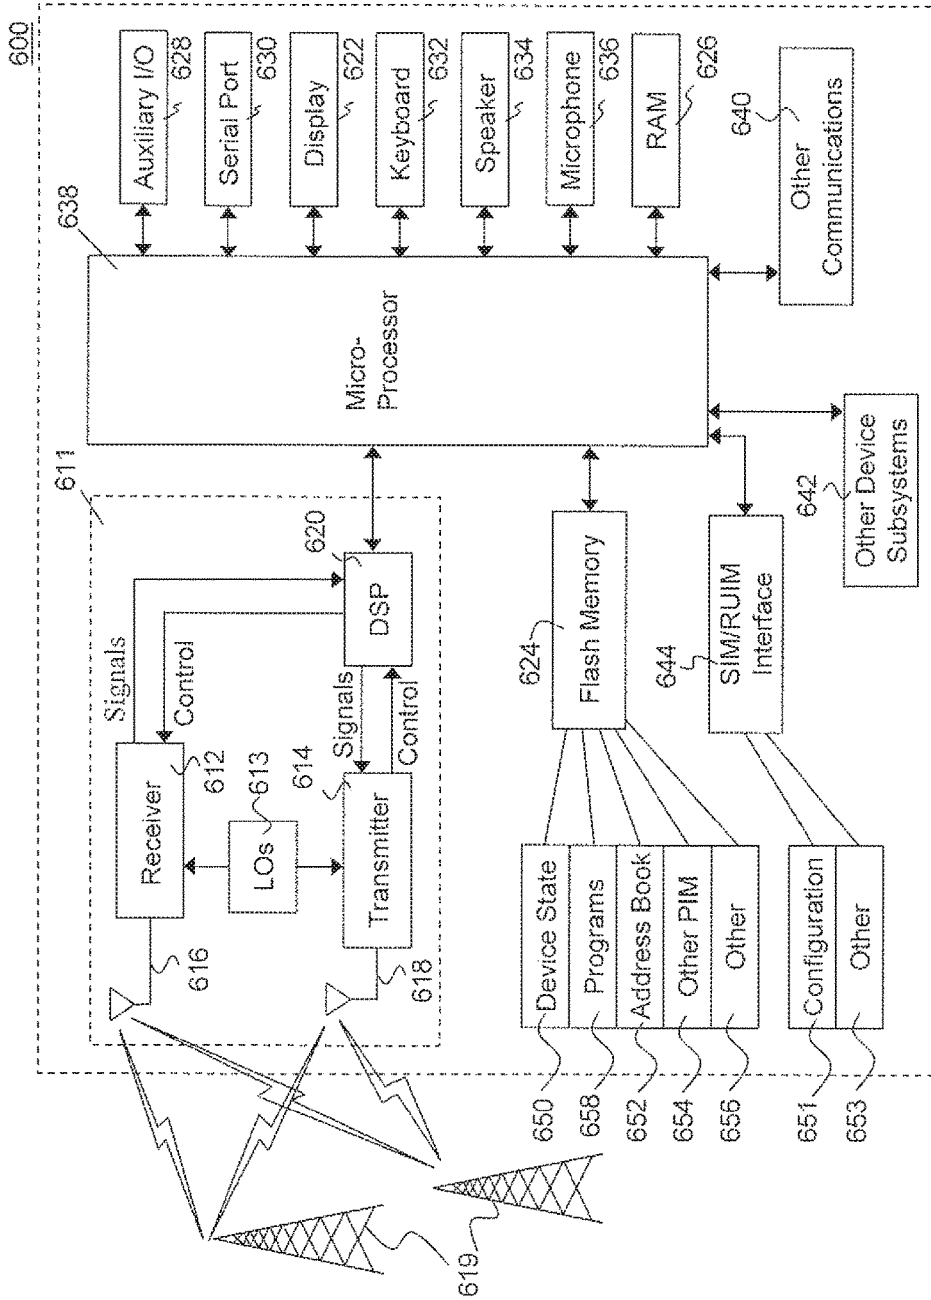 600
611
638
Signals
Control
Receiver
612
LOs
613
614
Transmitter
616
618
619
620
DSP
Signals
Control
Micro-
Processor
Auxiliary I/O
628
Serial Port
630
Display
622
Keyboard
632
Speaker
634
Microphone
636
RAM
626
640
Other
Communications
642
Other Device
Subsystems
624
Flash Memory
644
SIM/RUIM
Interface
Device State
Programs
Address Book
Other PIM
Other
650
658
652
654
656
Configuration
Other
651
653